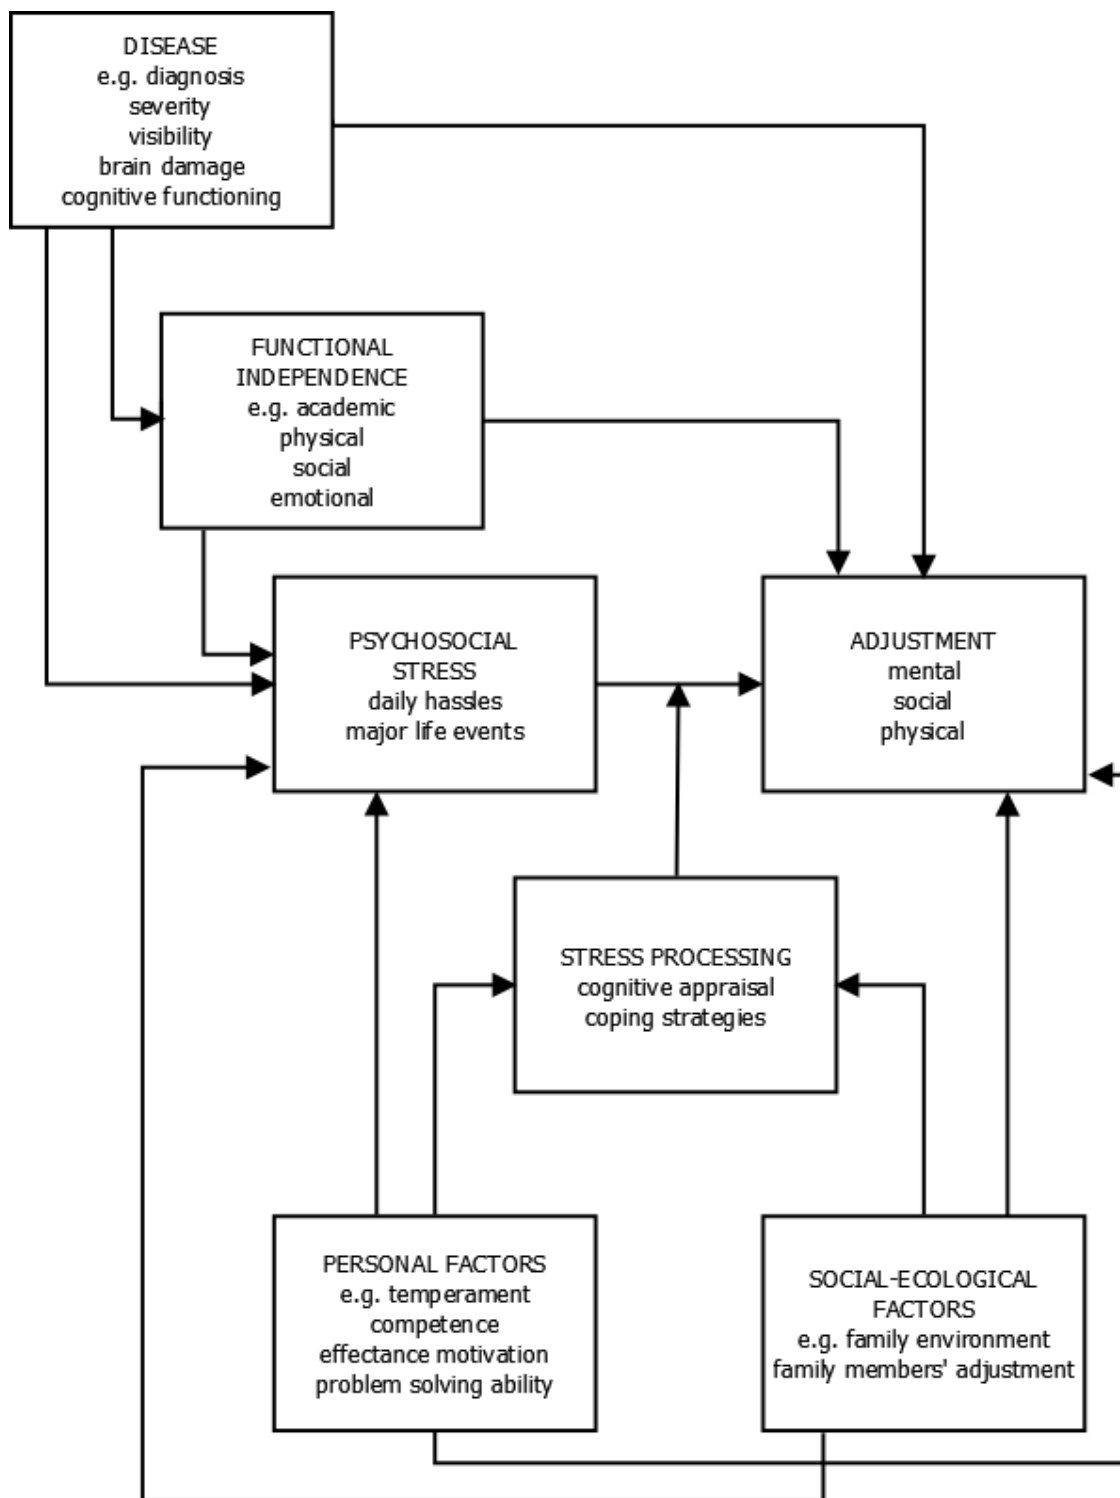 DISEASE
e.g. diagnosis
severity
visibility
brain damage
cognitive functioning
FUNCTIONAL
INDEPENDENCE
e.g. academic
physical
social
emotional
PSYCHOSOCIAL
STRESS
daily hassles
major life events
ADJUSTMENT
mental
social
physical
STRESS PROCESSING
cognitive appraisal
coping strategies
PERSONAL FACTORS
e.g. temperament
competence
effectance motivation
problem solving ability
SOCIAL-ECOLOGICAL
FACTORS
e.g. family environment
family members' adjustment